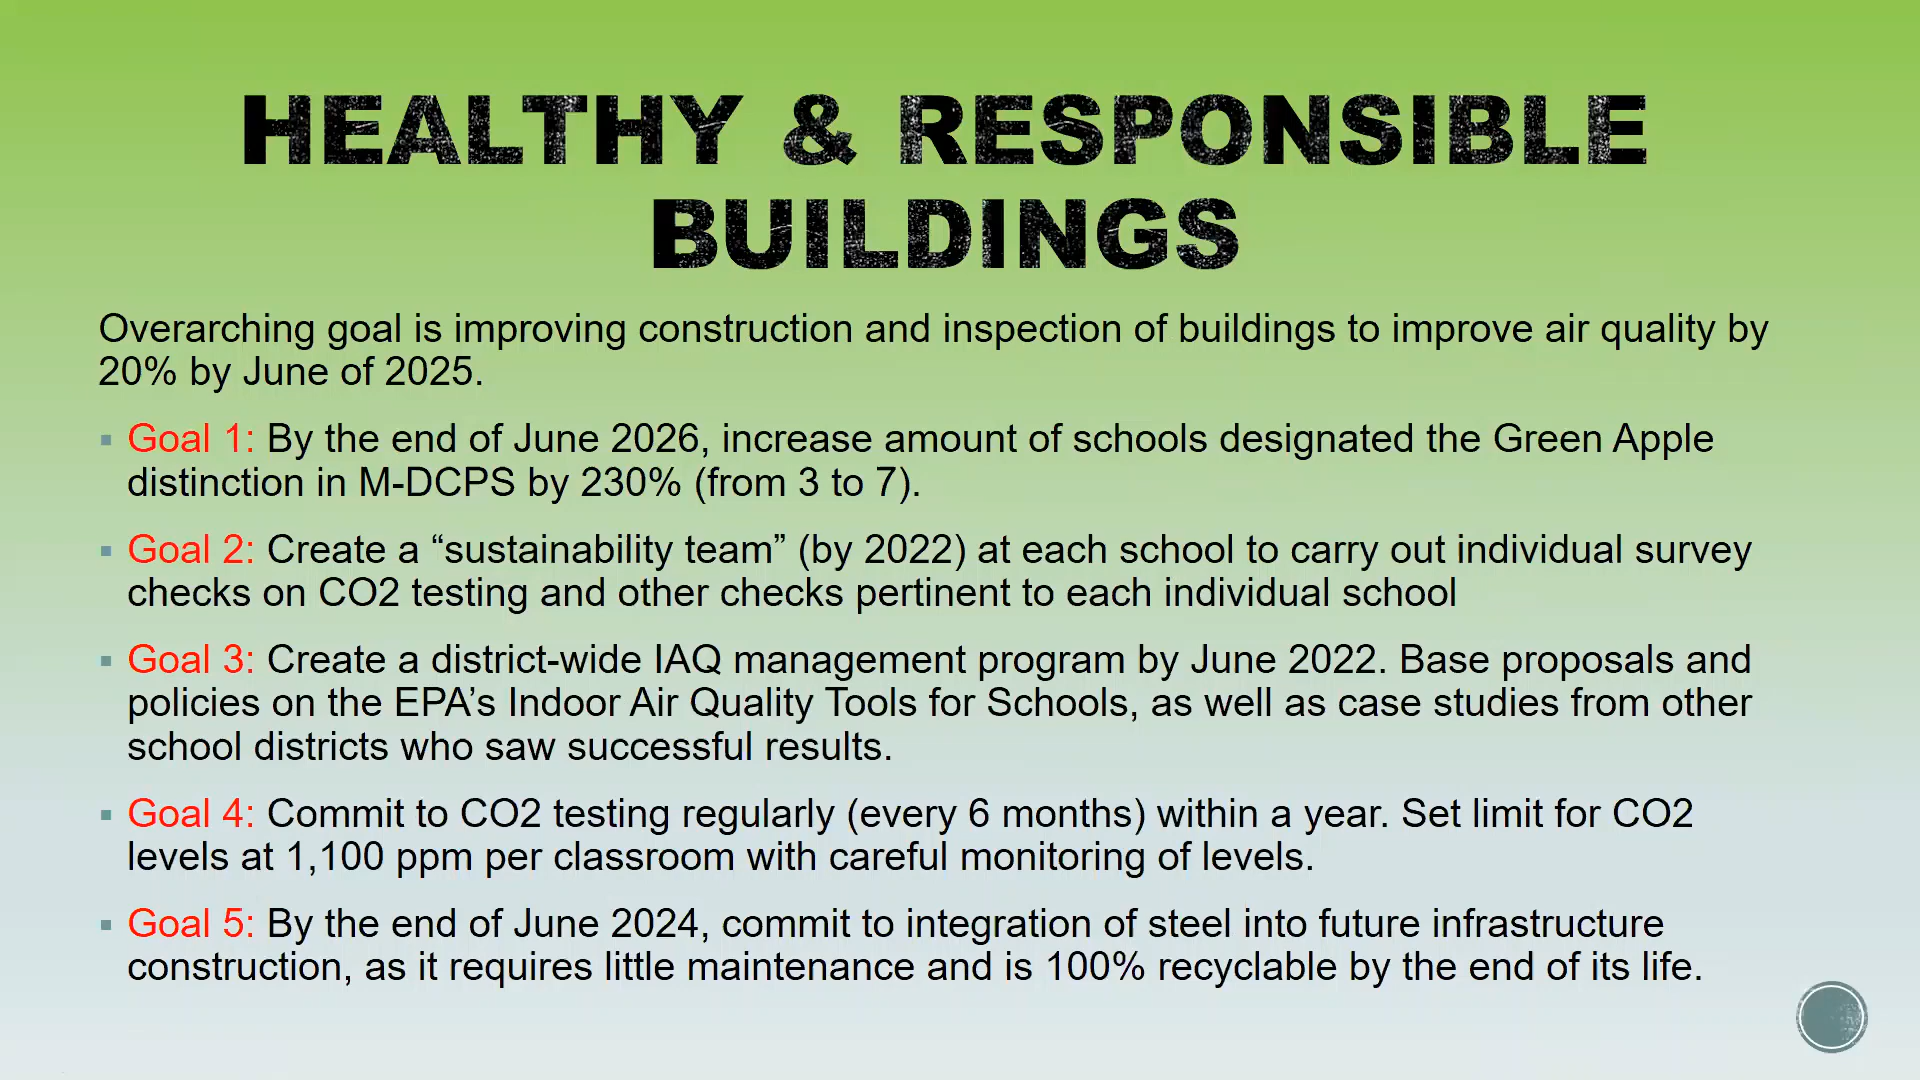 HEALTHY & RESPONSIBLE
BUILDINGS
Overarching goal is improving construction and inspection of buildings to improve air quality by
20% by June of 2025.
▪ Goal 1: By the end of June 2026, increase amount of schools designated the Green Apple
distinction in M-DCPS by 230% (from 3 to 7).
▪ Goal 2: Create a “sustainability team” (by 2022) at each school to carry out individual survey
checks on CO2 testing and other checks pertinent to each individual school
▪ Goal 3: Create a district-wide IAQ management program by June 2022. Base proposals and
policies on the EPA’s Indoor Air Quality Tools for Schools, as well as case studies from other
school districts who saw successful results.
▪ Goal 4: Commit to CO2 testing regularly (every 6 months) within a year. Set limit for CO2
levels at 1,100 ppm per classroom with careful monitoring of levels.
▪ Goal 5: By the end of June 2024, commit to integration of steel into future infrastructure
construction, as it requires little maintenance and is 100% recyclable by the end of its life.